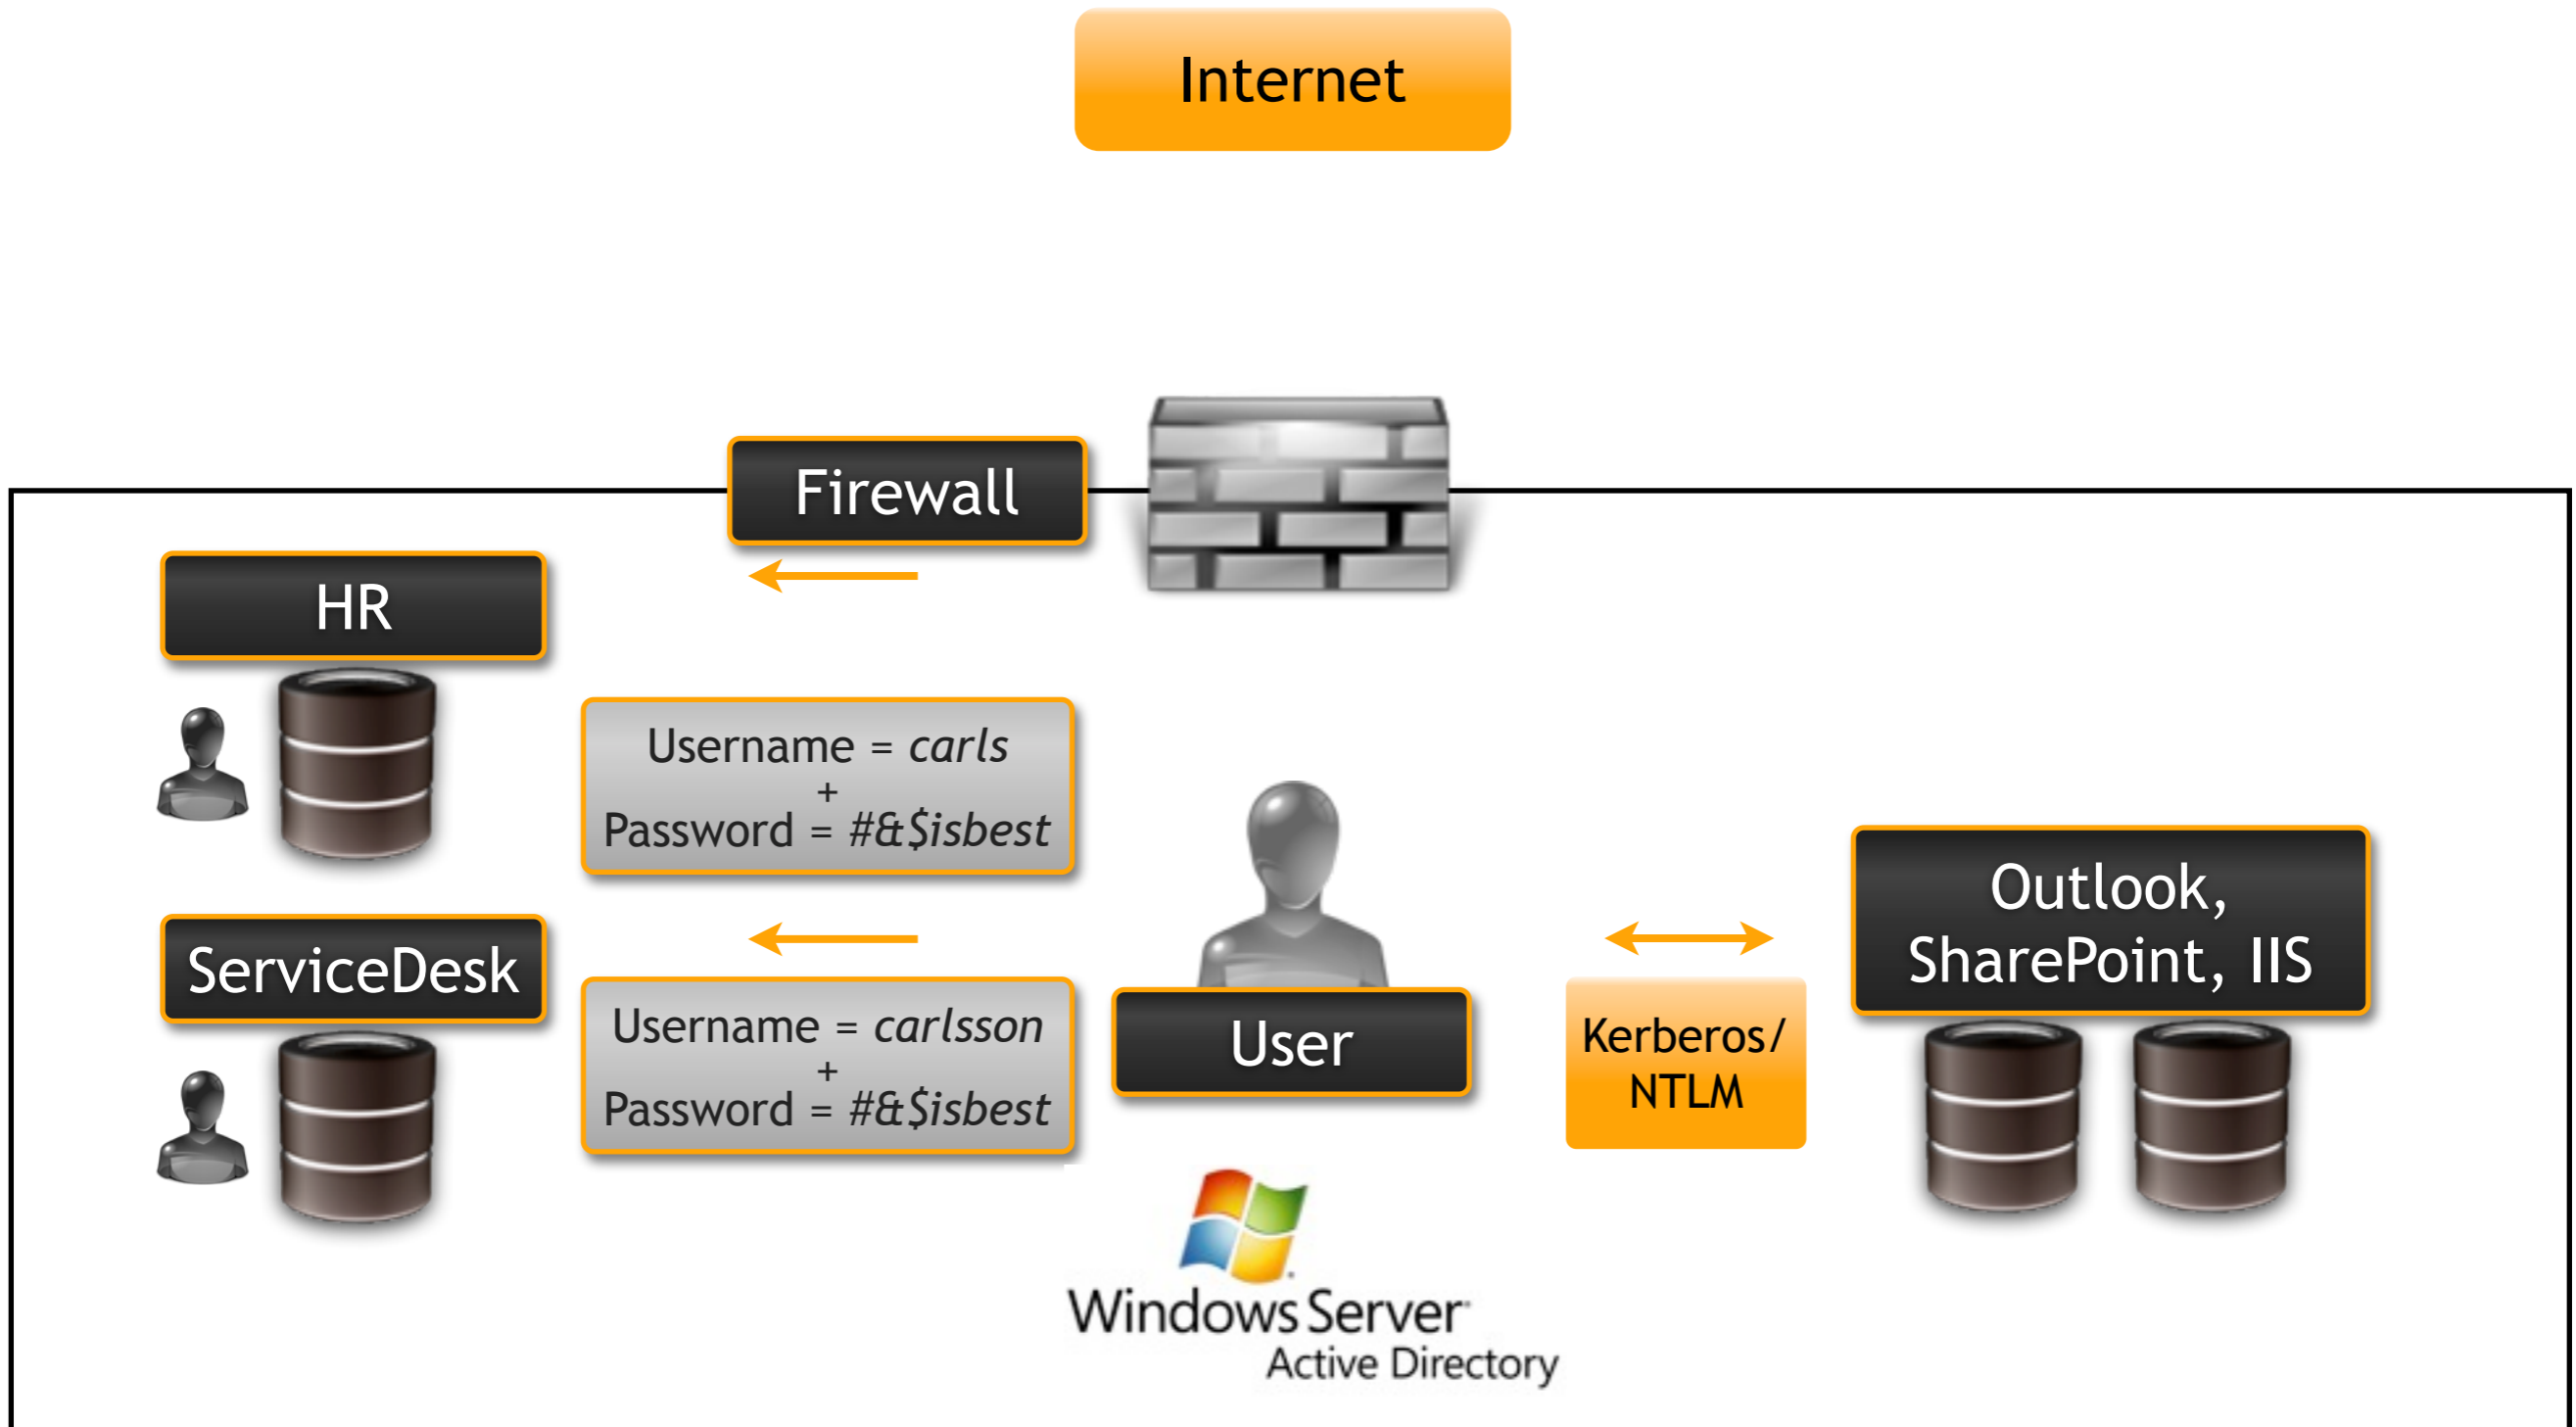 Internet
Firewall
HR
Username = carls
+
Password = #&$isbest
ServiceDesk
Username = carlsson
+
Password = #&$isbest
User
Kerberos/
NTLM
Outlook,
SharePoint, IIS
Windows Server
Active Directory